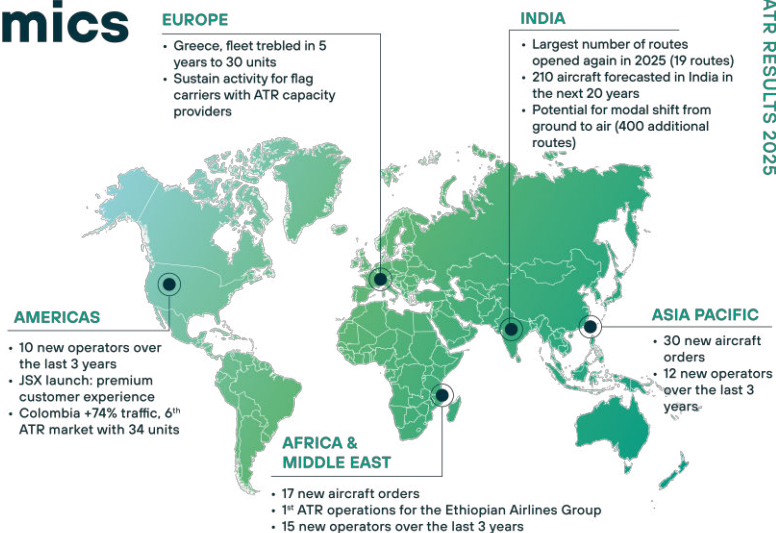 mics
EUROPE
• Greece, fleet trebled in 5
years to 30 units
• Sustain activity for flag
carriers with ATR capacity
providers
INDIA
• Largest number of routes
opened again in 2025 (19 routes)
• 210 aircraft forecasted in India in
the next 20 years
• Potential for modal shift from
ground to air (400 additional
routes)
ATR RESULTS 2025
AMERICAS
• 10 new operators over
the last 3 years
• JSX launch: premium
customer experience
• Colombia +74% traffic, 6th
ATR market with 34 units
ASIA PACIFIC
• 30 new aircraft
orders
• 12 new operators
over the last 3
years
AFRICA &
MIDDLE EAST
• 17 new aircraft orders
• 1st ATR operations for the Ethiopian Airlines Group
• 15 new operators over the last 3 years